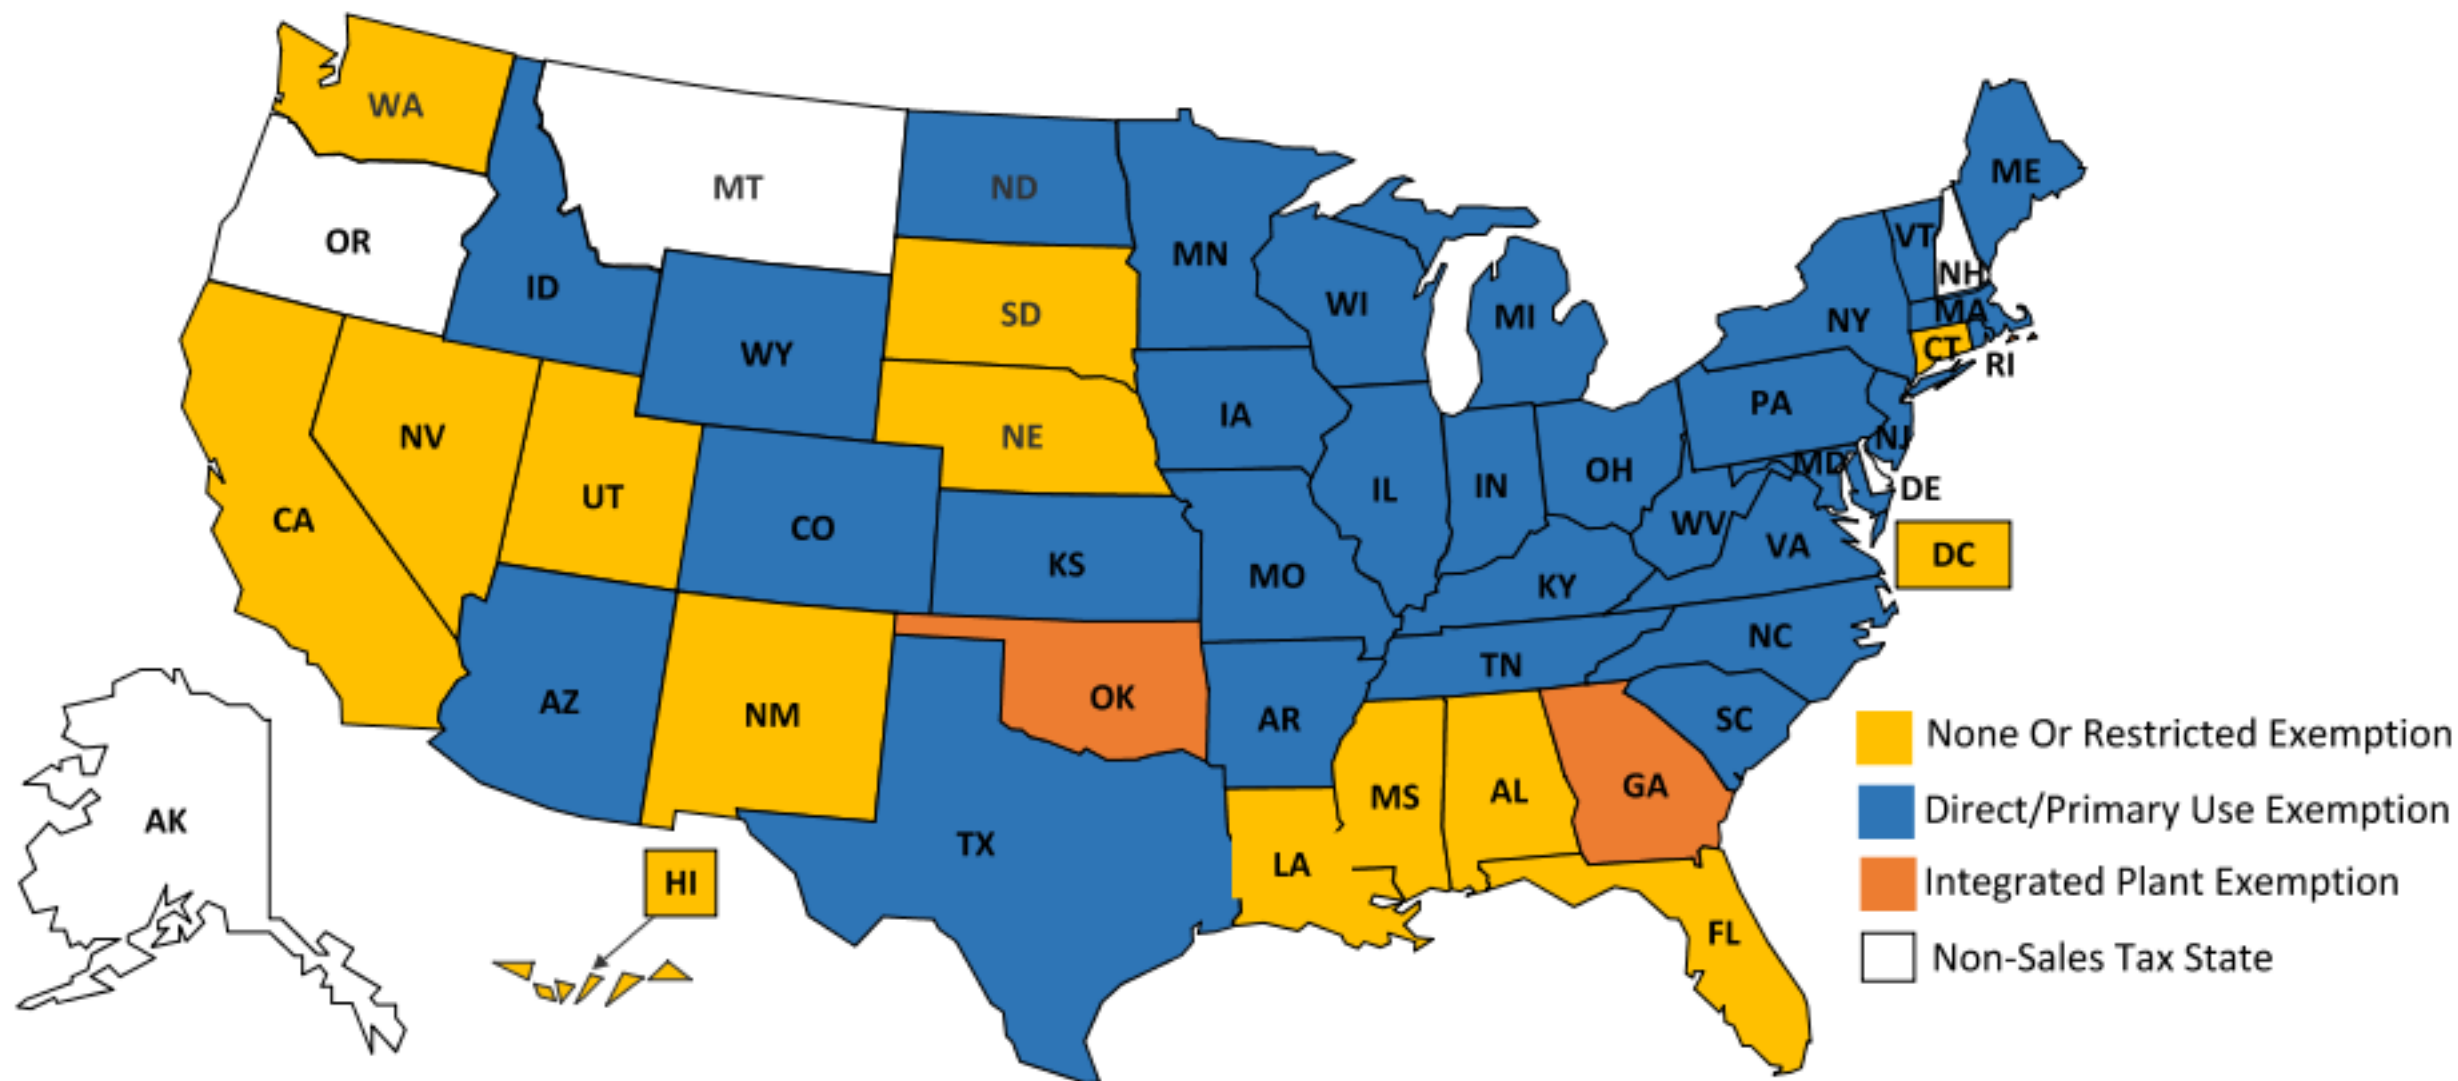 WA
MT
ND
ME
OR
MN
VT
ID
SD
WI
MI
NH
NY
MA
WY
CT
RI
NV
NE
IA
PA
NJ
UT
CA
CO
IL
IN
OH
MD
DE
KS
MO
KY
WV
VA
DC
NC
TN
AZ
NM
OK
AR
SC
AK
TX
MS
AL
GA
HI
LA
FL
None Or Restricted Exemption
Direct/Primary Use Exemption
Integrated Plant Exemption
Non-Sales Tax State